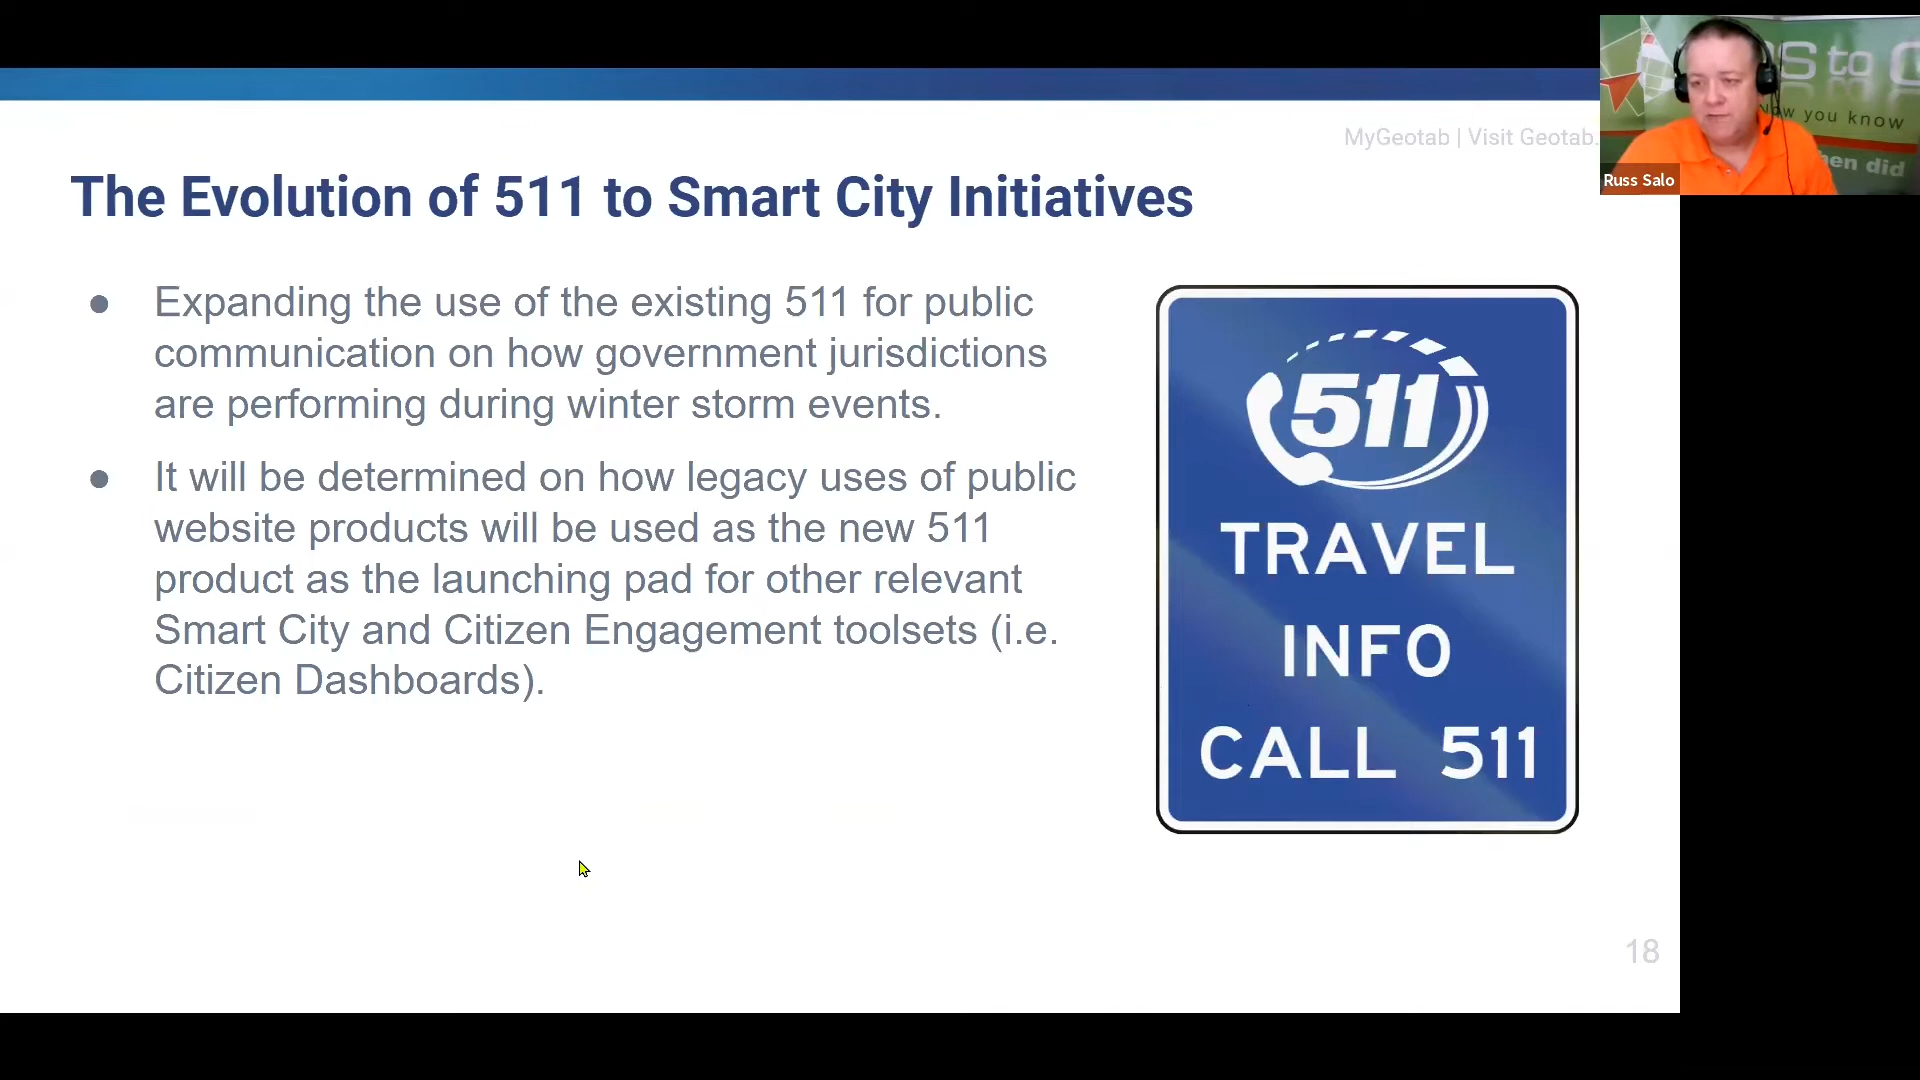 MyGeotab | Visit Geotab.
The Evolution of 511 to Smart City Initiatives
● Expanding the use of the existing 511 for public
communication on how government jurisdictions
are performing during winter storm events.
● It will be determined on how legacy uses of public
website products will be used as the new 511
product as the launching pad for other relevant
Smart City and Citizen Engagement toolsets (i.e.
Citizen Dashboards).
511
TRAVEL
INFO
CALL 511
18
S to
you know
did
Russ Salo